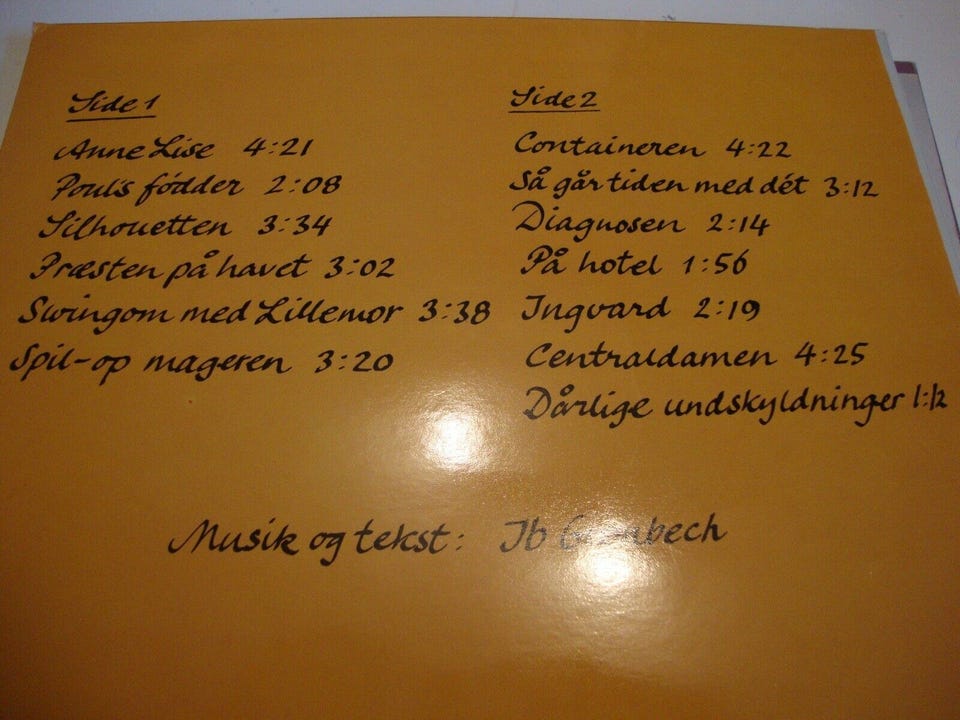 Side 1
Anne Lise 4:21
Poul's fødder 2:08
Silhouetten 3:34
Præsten på havet 3:02
Swingom med Lillemor 3:38
Spil-op mageren 3:20
Side 2
Containeren 4:22
Så går tiden med dét 3:12
Diagnosen 2:14
På hotel 1:56
Ingvard 2:19
Centraldamen 4:25
Dårlige undskyldninger 1:12
Musik og tekst: Ib